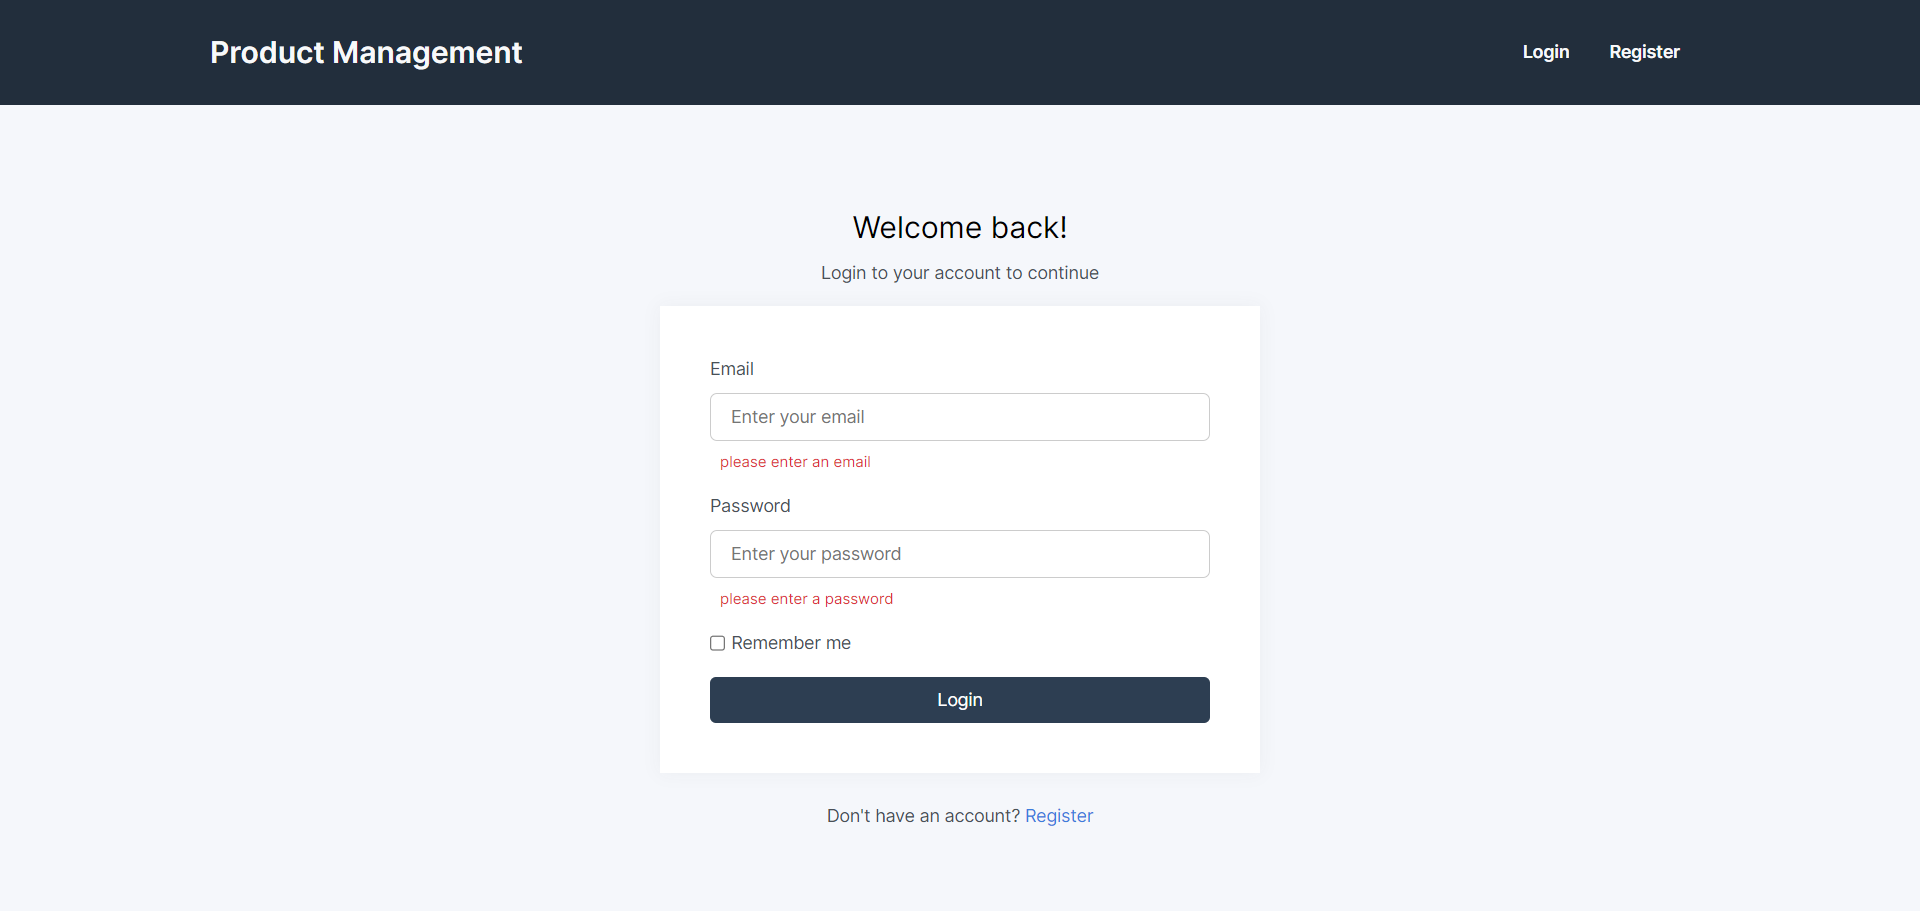 Product Management
Login Register
Welcome back!
Login to your account to continue
Email
Enter your email
please enter an email
Password
Enter your password
please enter a password
Remember me
Login
Don't have an account? Register